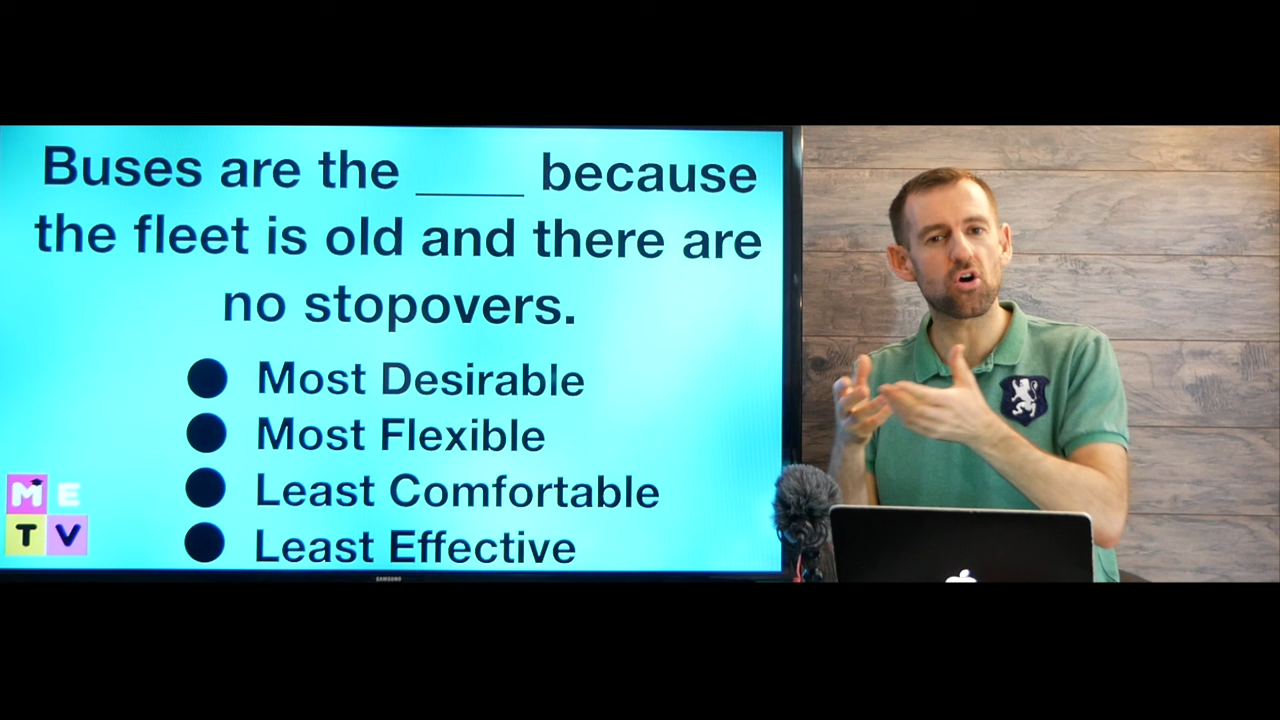 Buses are the ____ because
the fleet is old and there are
no stopovers.
Most Desirable
Most Flexible
Least Comfortable
Least Effective
M E
T V
SAMSUNG